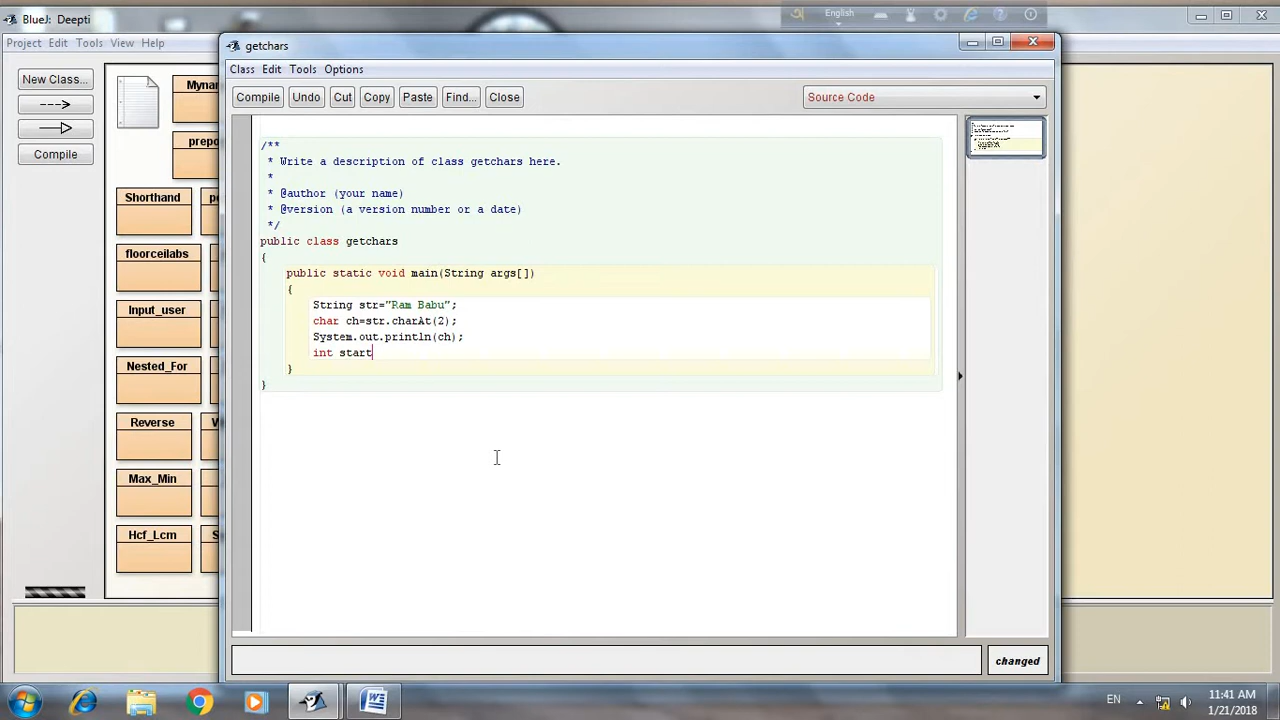 BlueJ: Deepti
English
Project Edit Tools View Help
getchars
New Class...
Compile
Class Edit Tools Options
Compile Undo Cut Copy Paste Find... Close Source Code
/**
* Write a description of class getchars here.
*
* @author (your name)
* @version (a version number or a date)
*/
public class getchars
{
public static void main(String args[])
{
String str="Ram Babu";
char ch=str.charAt(2);
System.out.println(ch);
int start
}
}
Shorthand
floorceilabs
Input_user
Nested_For
Reverse
Max_Min
Hcf_Lcm
changed
EN
11:41 AM
1/21/2018